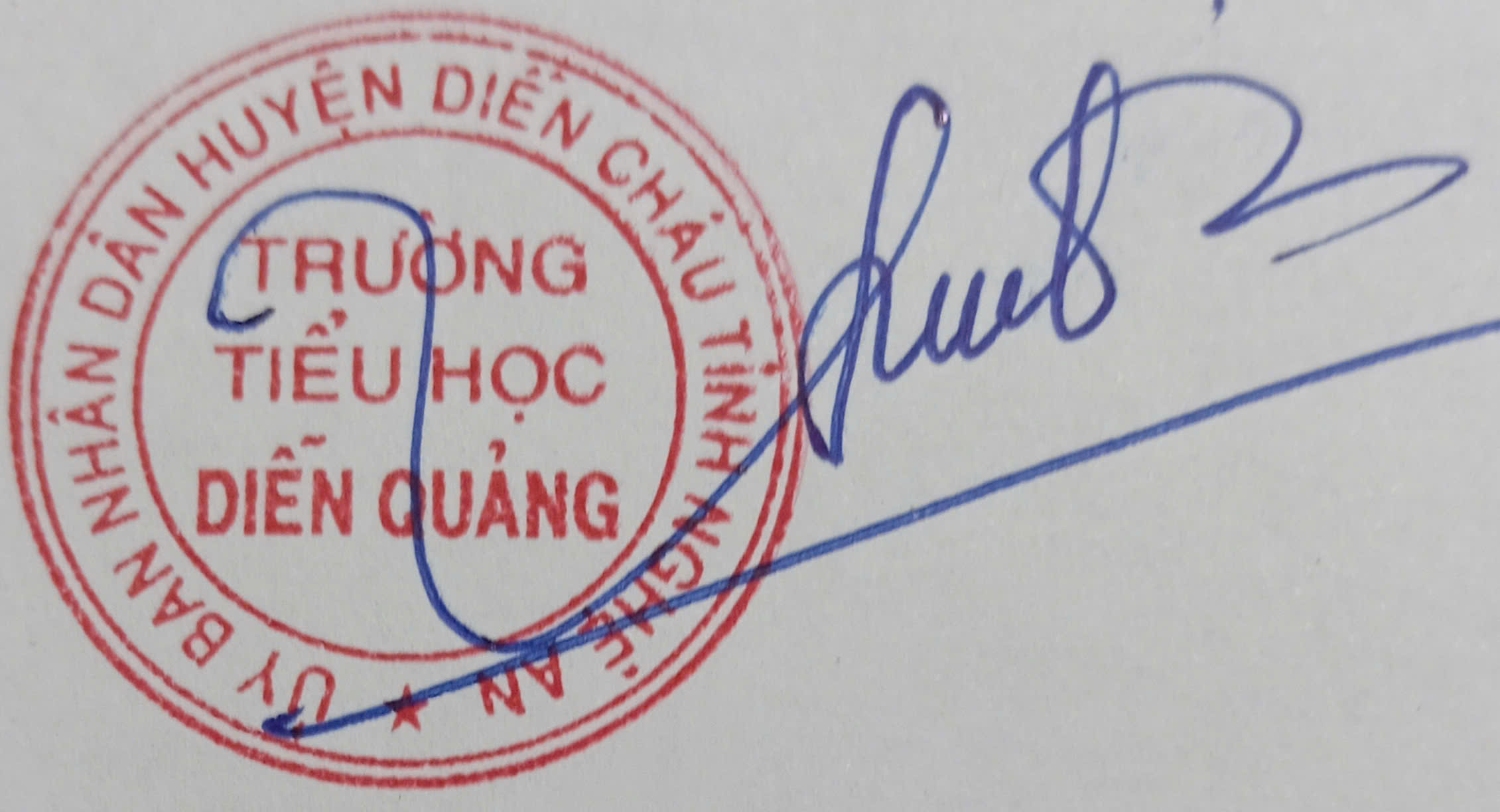 ỦY BAN NHÂN DÂN HUYỆN DIỄN CHÂU TỈNH NGHỆ AN ★
TRƯỜNG
TIỂU HỌC
DIỄN QUẢNG